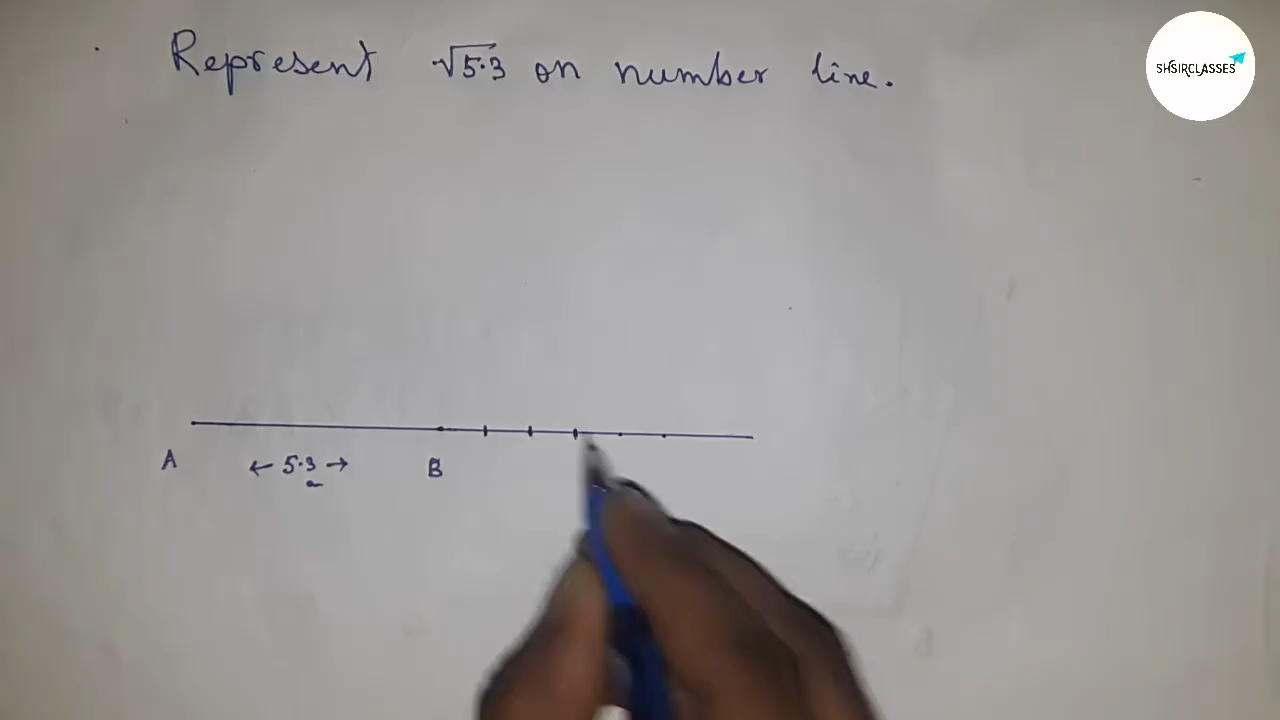 Represent √5.3 on number line.
SHSIRCLASSES
A ← 5.3 → B